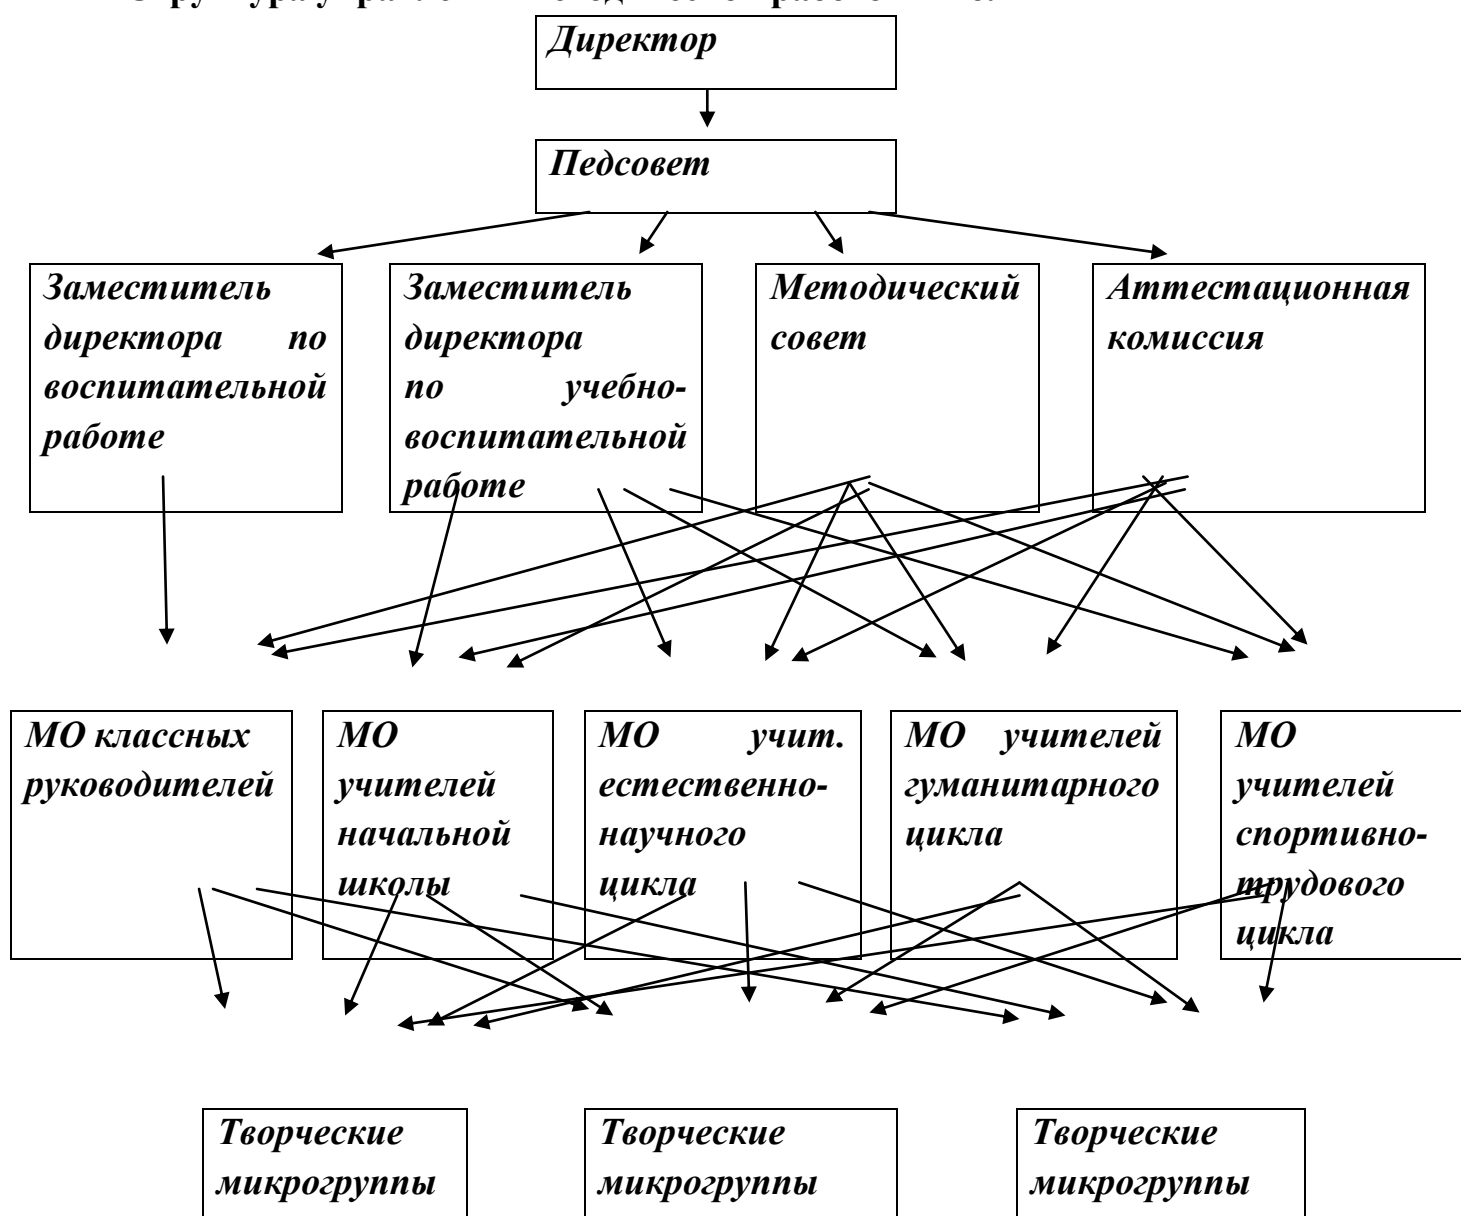 Директор
Педсовет
Заместитель
директора по
воспитательной
работе
Заместитель
директора
по учебно-
воспитательной
работе
Методический
совет
Аттестационная
комиссия
МО классных
руководителей
МО
учителей
начальной
школы
МО учит.
естественно-
научного
цикла
МО учителей
гуманитарного
цикла
МО
учителей
спортивно-
трудового
цикла
Творческие
микрогруппы
Творческие
микрогруппы
Творческие
микрогруппы